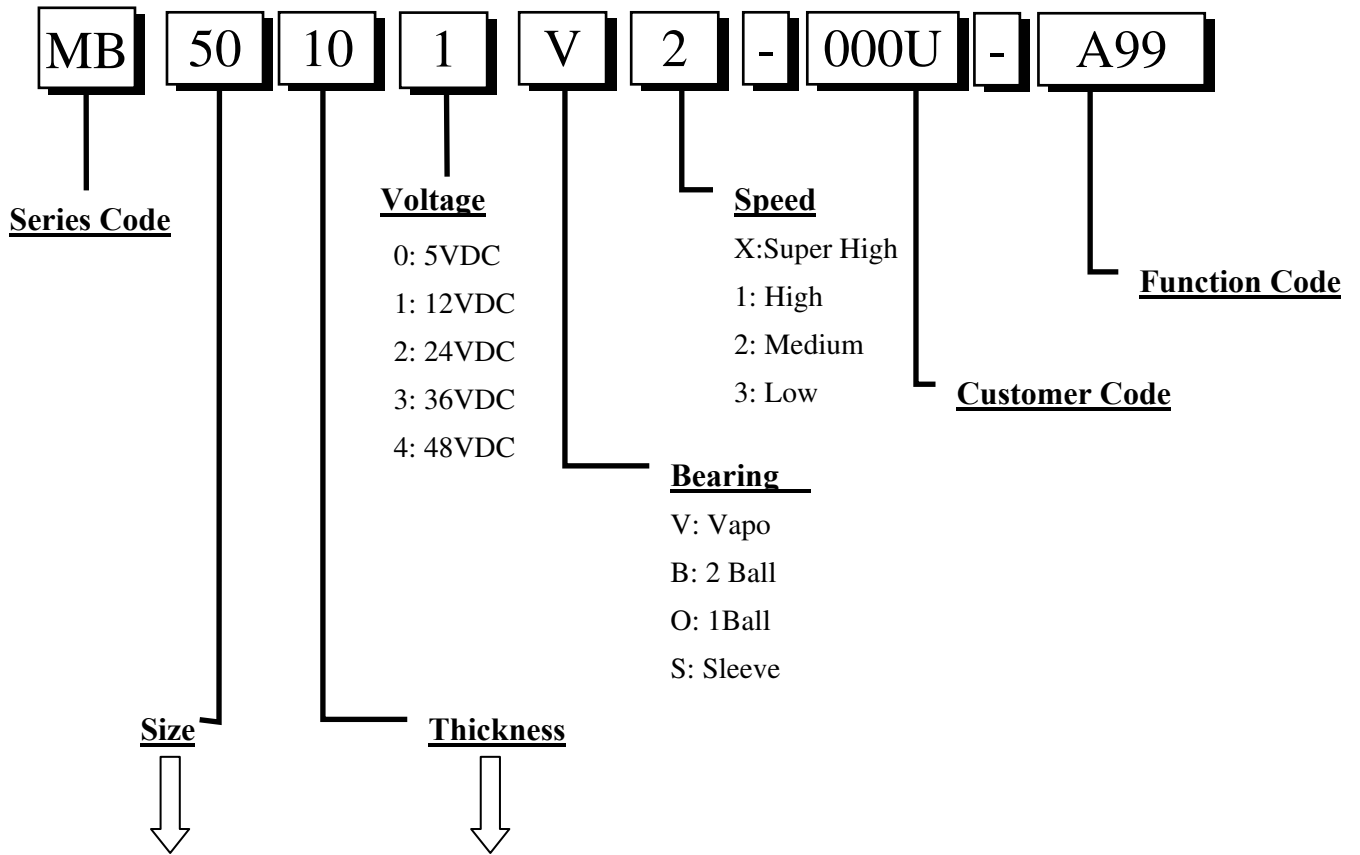 MB 50 10 1 V 2 - 000U - A99
Series Code
Voltage
0: 5VDC
1: 12VDC
2: 24VDC
3: 36VDC
4: 48VDC
Speed
X:Super High
1: High
2: Medium
3: Low
Function Code
Customer Code
Bearing
V: Vapo
B: 2 Ball
O: 1Ball
S: Sleeve
Size
Thickness